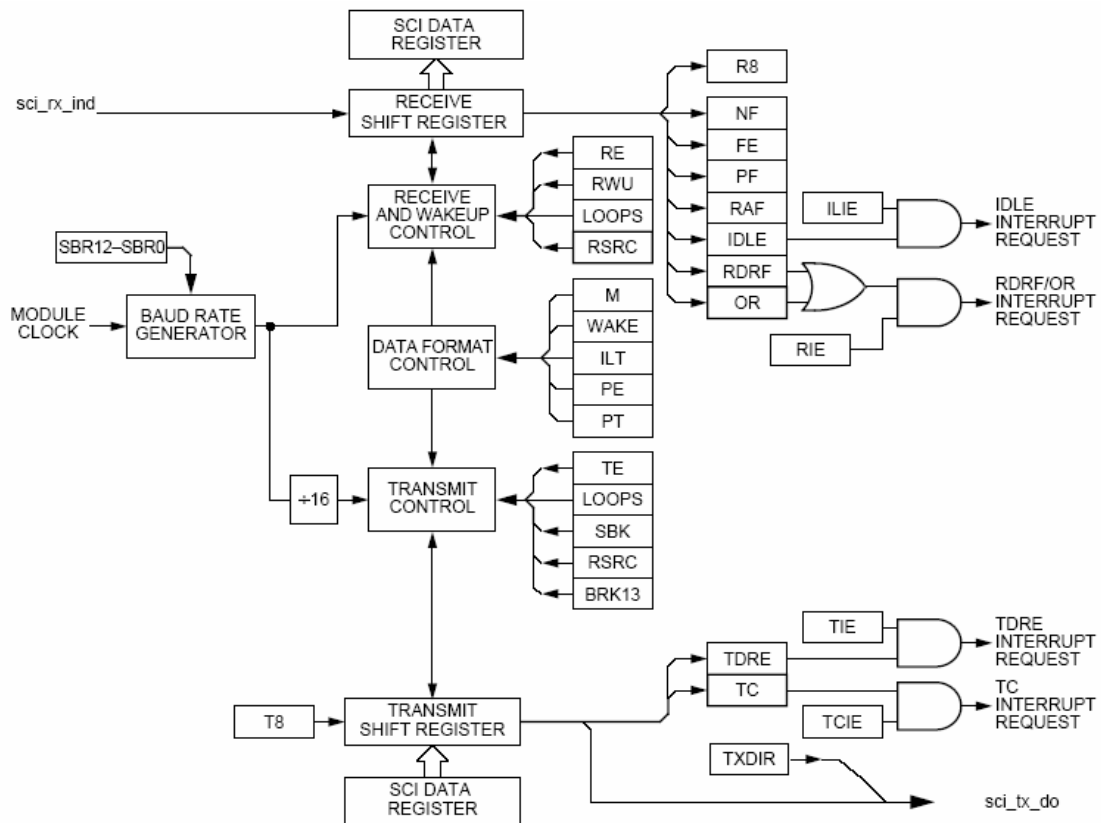 SCI DATA
REGISTER
sci_rx_ind
RECEIVE
SHIFT REGISTER
R8
NF
FE
PF
RAF
IDLE
RDRF
OR
RE
RWU
LOOPS
RSRC
RECEIVE
AND WAKEUP
CONTROL
ILIE
IDLE
INTERRUPT
REQUEST
RDRF/OR
INTERRUPT
REQUEST
RIE
SBR12–SBR0
MODULE
CLOCK
BAUD RATE
GENERATOR
DATA FORMAT
CONTROL
M
WAKE
ILT
PE
PT
÷16
TRANSMIT
CONTROL
TE
LOOPS
SBK
RSRC
BRK13
TIE
TDRE
INTERRUPT
REQUEST
TDRE
TC
TC
INTERRUPT
REQUEST
TCIE
T8
TRANSMIT
SHIFT REGISTER
TXDIR
SCI DATA
REGISTER
sci_tx_do